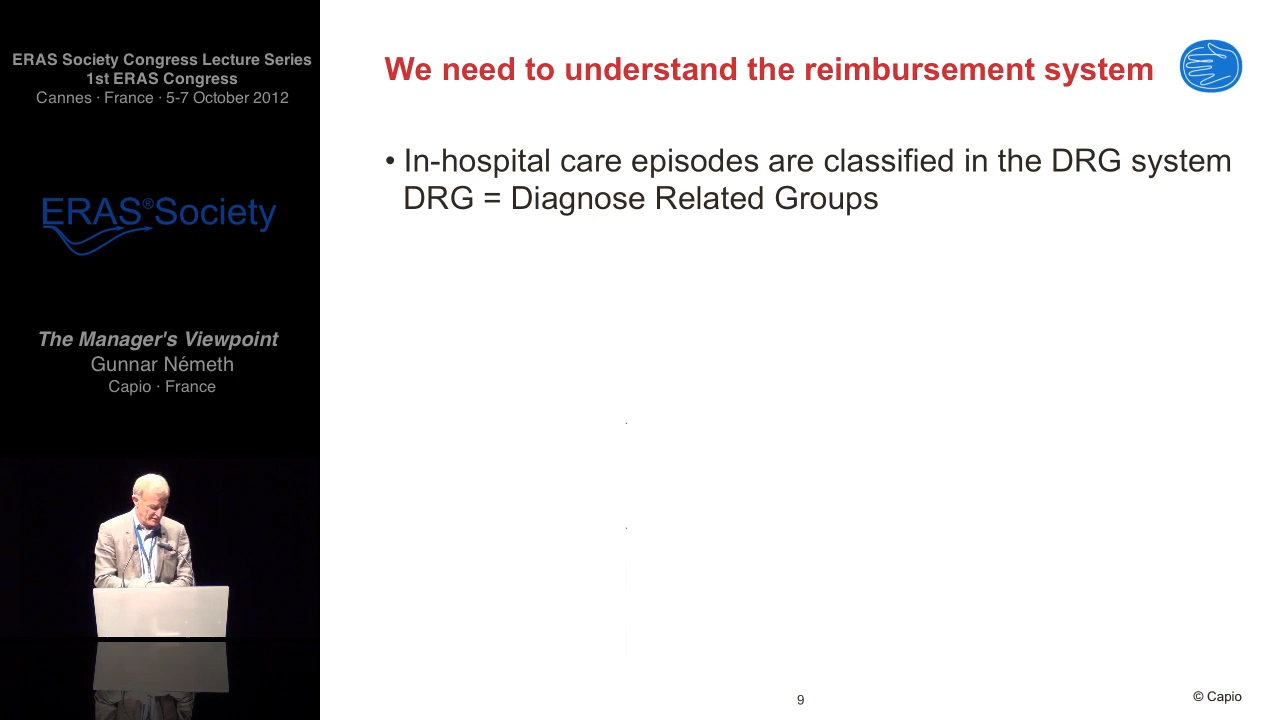 ERAS Society Congress Lecture Series
1st ERAS Congress
Cannes · France · 5-7 October 2012
ERAS®Society
The Manager's Viewpoint
Gunnar Németh
Capio · France
We need to understand the reimbursement system
• In-hospital care episodes are classified in the DRG system
DRG = Diagnose Related Groups
9
© Capio